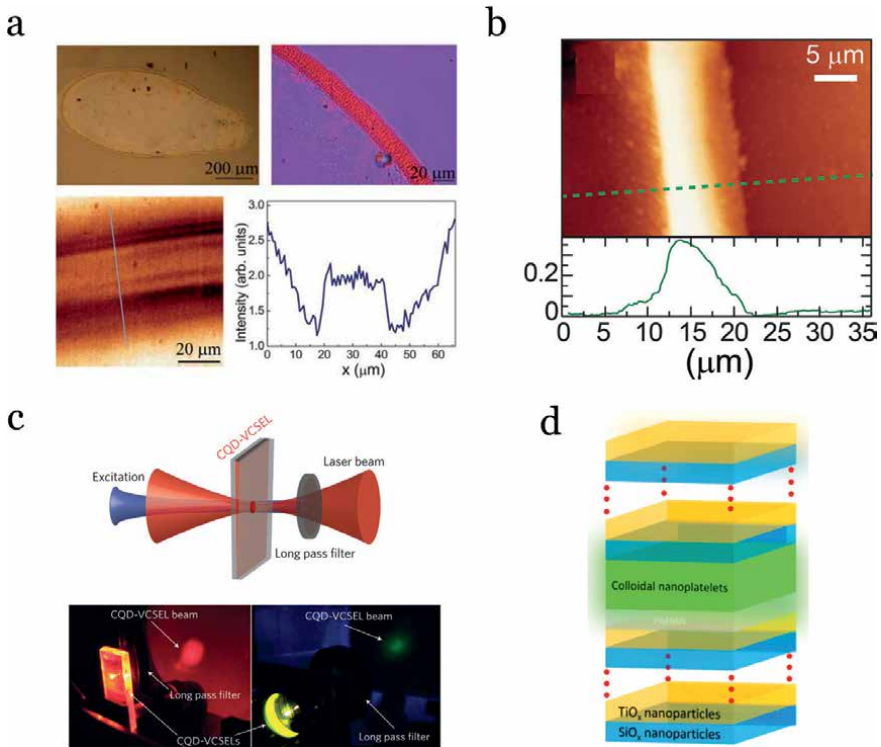 a
200 μm
20 μm
20 μm
Intensity (arb. units)
3.0
2.5
2.0
1.5
1.0
0 10 20 30 40 50 60
x (μm)
b
5 μm
0.2
0
0 5 10 15 20 25 30 35
(μm)
c
CQD-VCSEL
Excitation
Laser beam
Long pass filter
CQD-VCSEL beam
Long pass filter
CQD-VCSELs
CQD-VCSEL beam
Long pass filter
d
Colloidal nanoplatelets
TiOₓ nanoparticles
SiOₓ nanoparticles